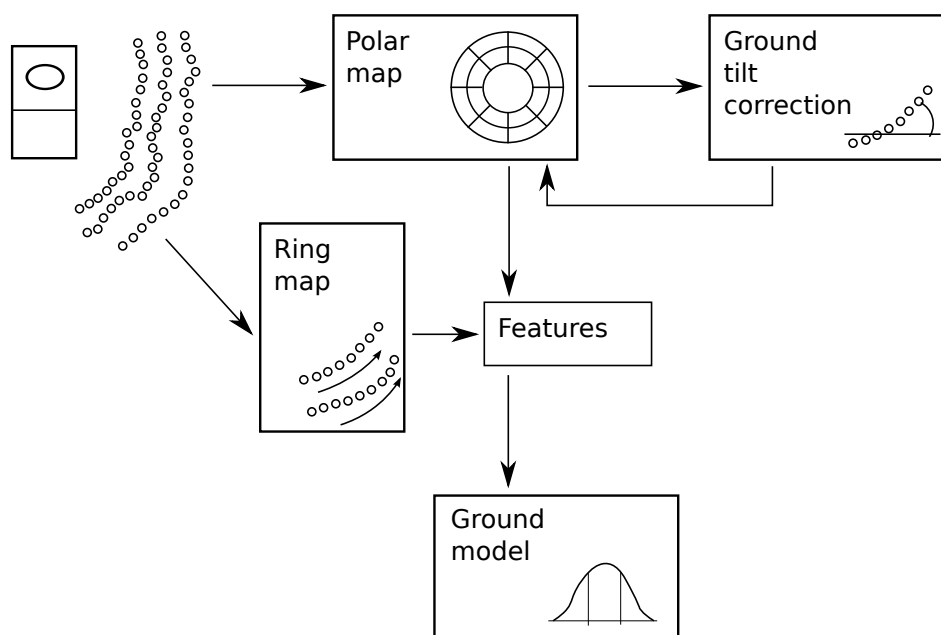 Polar
map
Ground
tilt
correction
Ring
map
Features
Ground
model